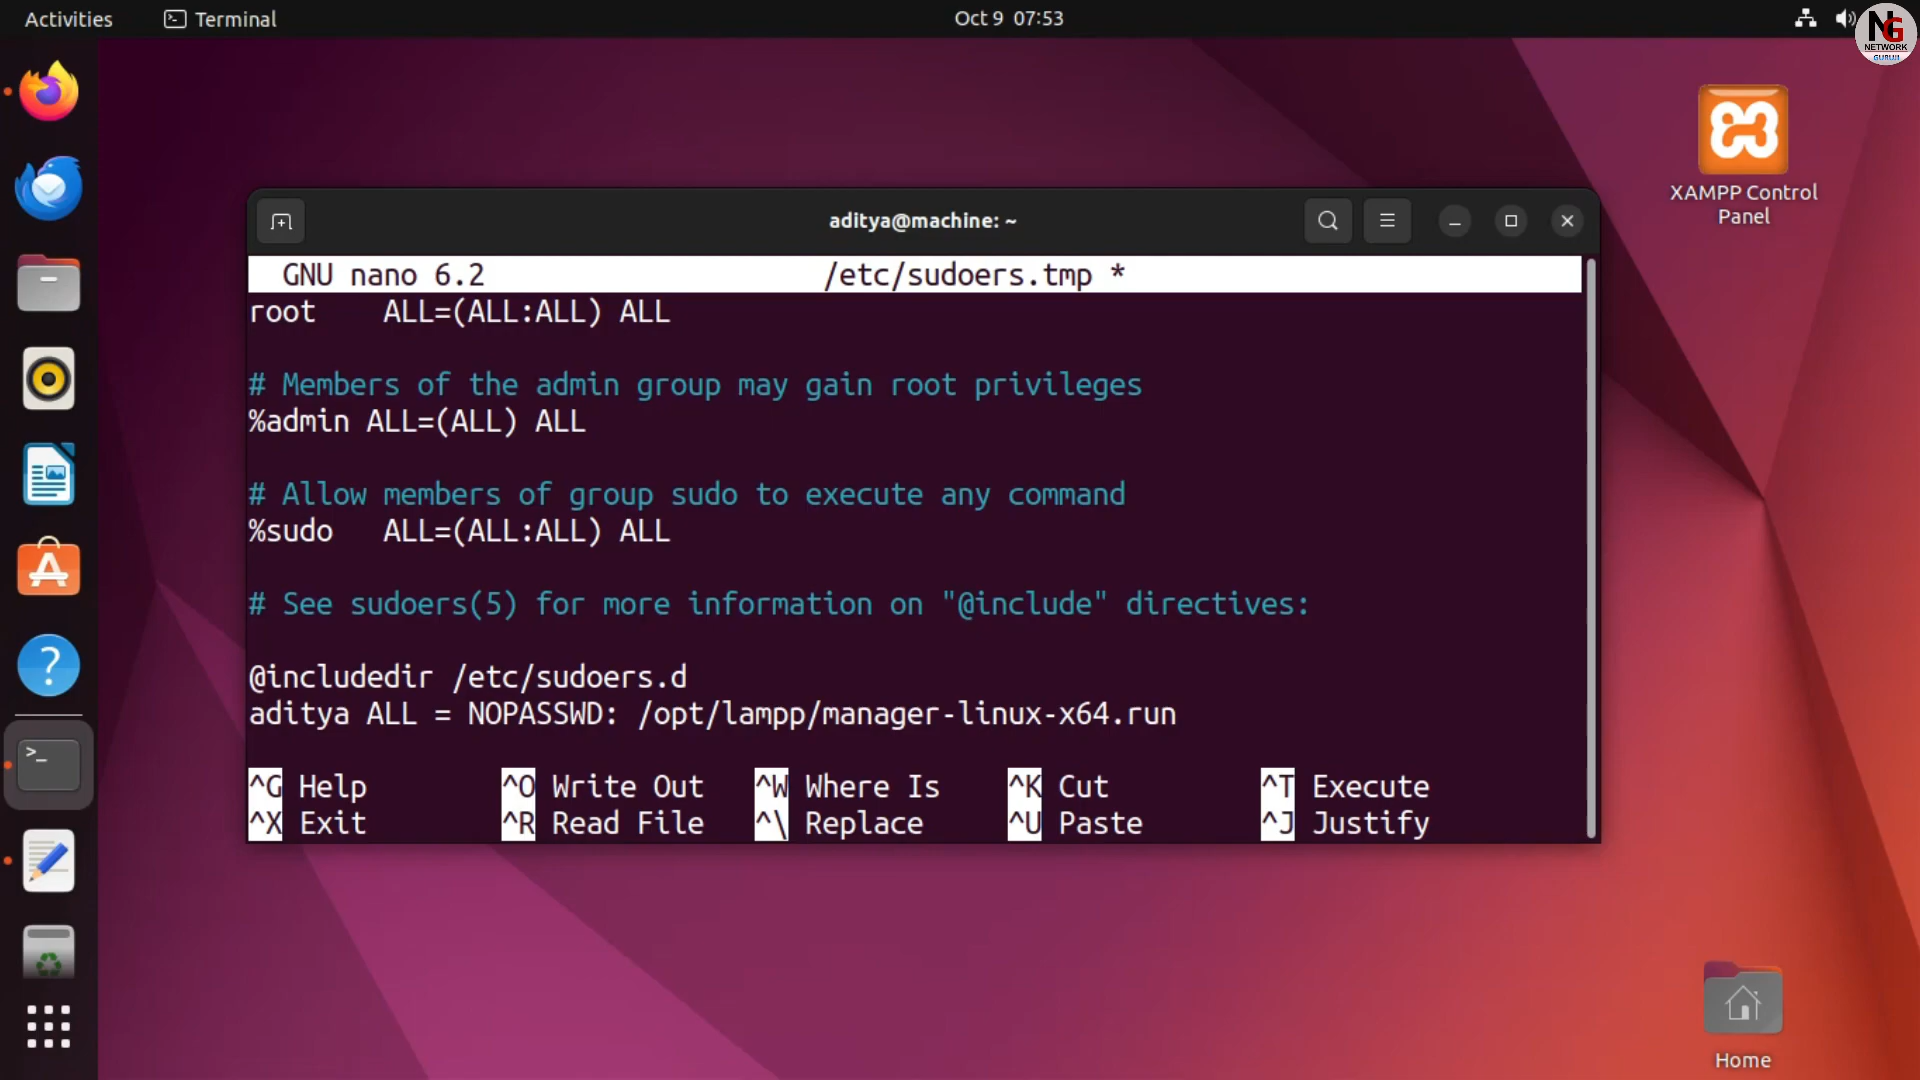 Activities
Terminal
Oct 9 07:53
NG
NETWORK
GURUJI
XAMPP Control
Panel
aditya@machine: ~
GNU nano 6.2 /etc/sudoers.tmp *
root ALL=(ALL:ALL) ALL
# Members of the admin group may gain root privileges
%admin ALL=(ALL) ALL
# Allow members of group sudo to execute any command
%sudo ALL=(ALL:ALL) ALL
# See sudoers(5) for more information on "@include" directives:
@includedir /etc/sudoers.d
aditya ALL = NOPASSWD: /opt/lampp/manager-linux-x64.run
^G Help ^O Write Out ^W Where Is ^K Cut ^T Execute
^X Exit ^R Read File ^\ Replace ^U Paste ^J Justify
Home